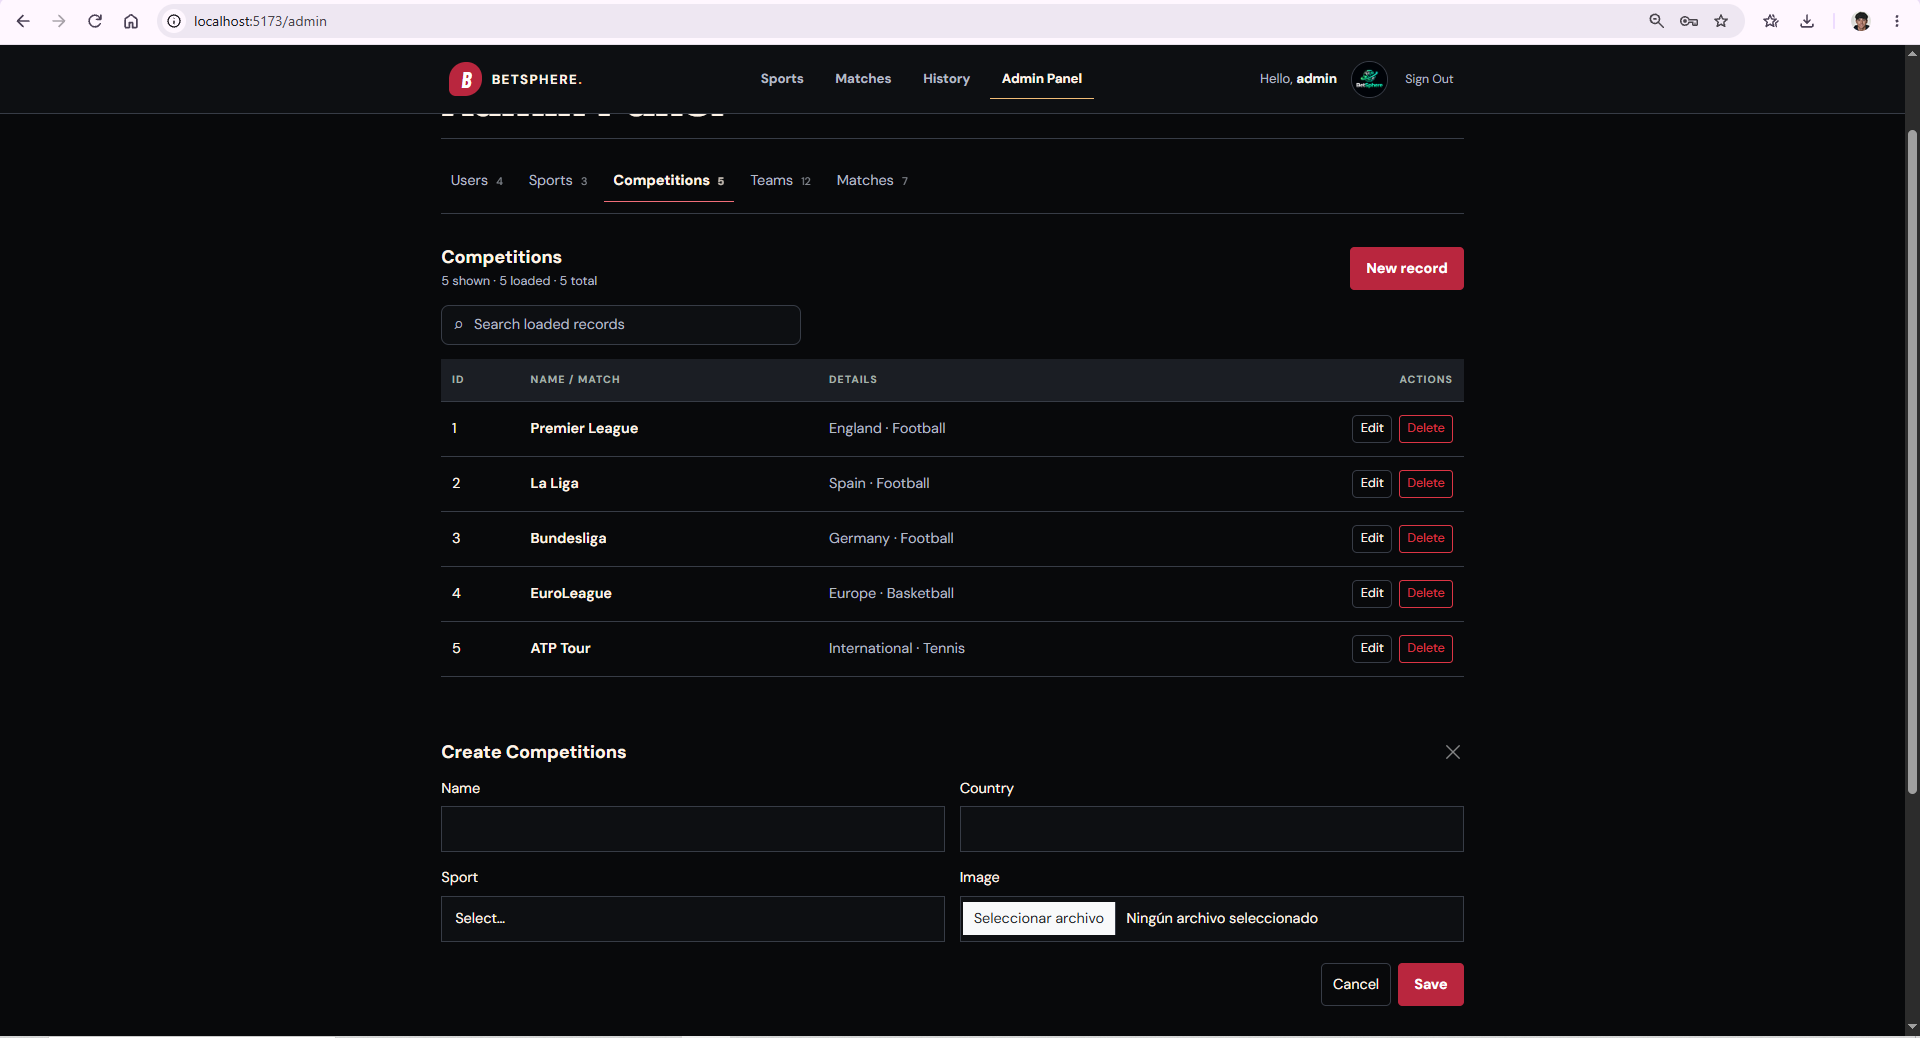 localhost:5173/admin
B BETSPHERE. Sports Matches History Admin Panel Hello, admin BetSphere Sign Out
Admin Panel
Users 4 Sports 3 Competitions 5 Teams 12 Matches 7
Competitions
5 shown · 5 loaded · 5 total
New record
Search loaded records
ID NAME / MATCH DETAILS ACTIONS
1 Premier League England · Football Edit Delete
2 La Liga Spain · Football Edit Delete
3 Bundesliga Germany · Football Edit Delete
4 EuroLeague Europe · Basketball Edit Delete
5 ATP Tour International · Tennis Edit Delete
Create Competitions
Name Country
Sport Image
Select... Seleccionar archivo Ningún archivo seleccionado
Cancel Save